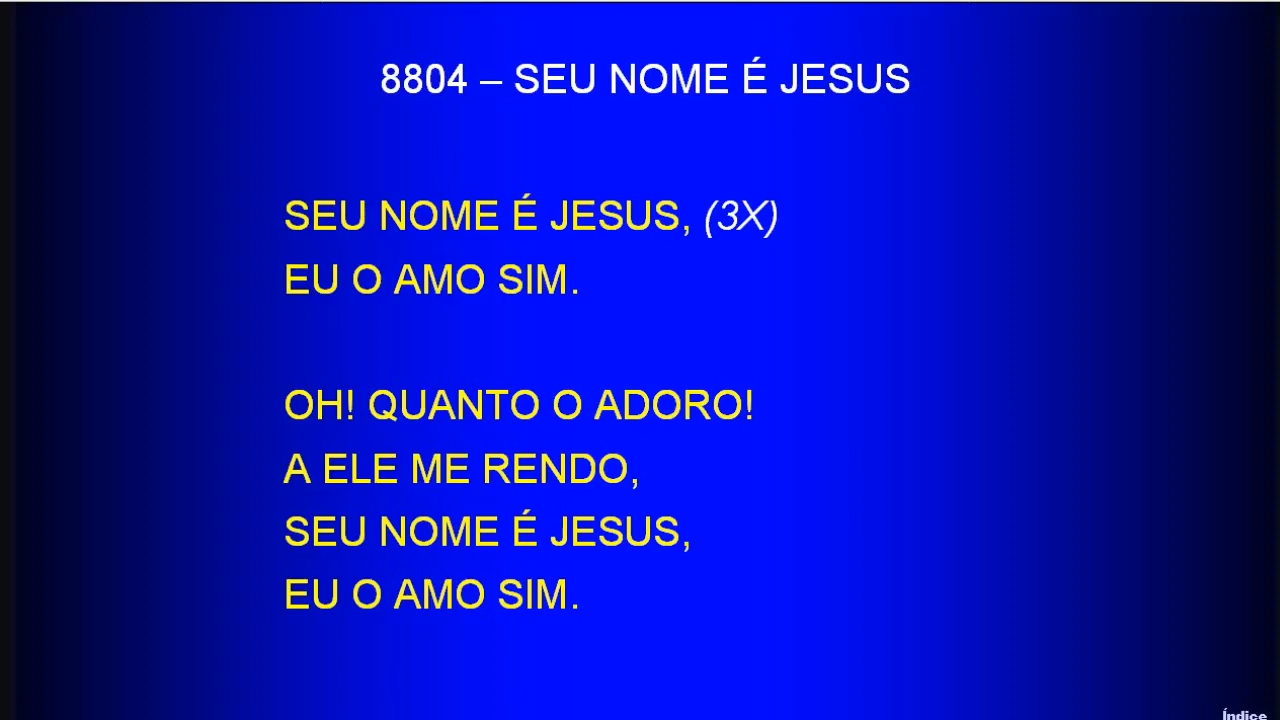 8804 – SEU NOME É JESUS
SEU NOME É JESUS, (3X)
EU O AMO SIM.
OH! QUANTO O ADORO!
A ELE ME RENDO,
SEU NOME É JESUS,
EU O AMO SIM.
Índice